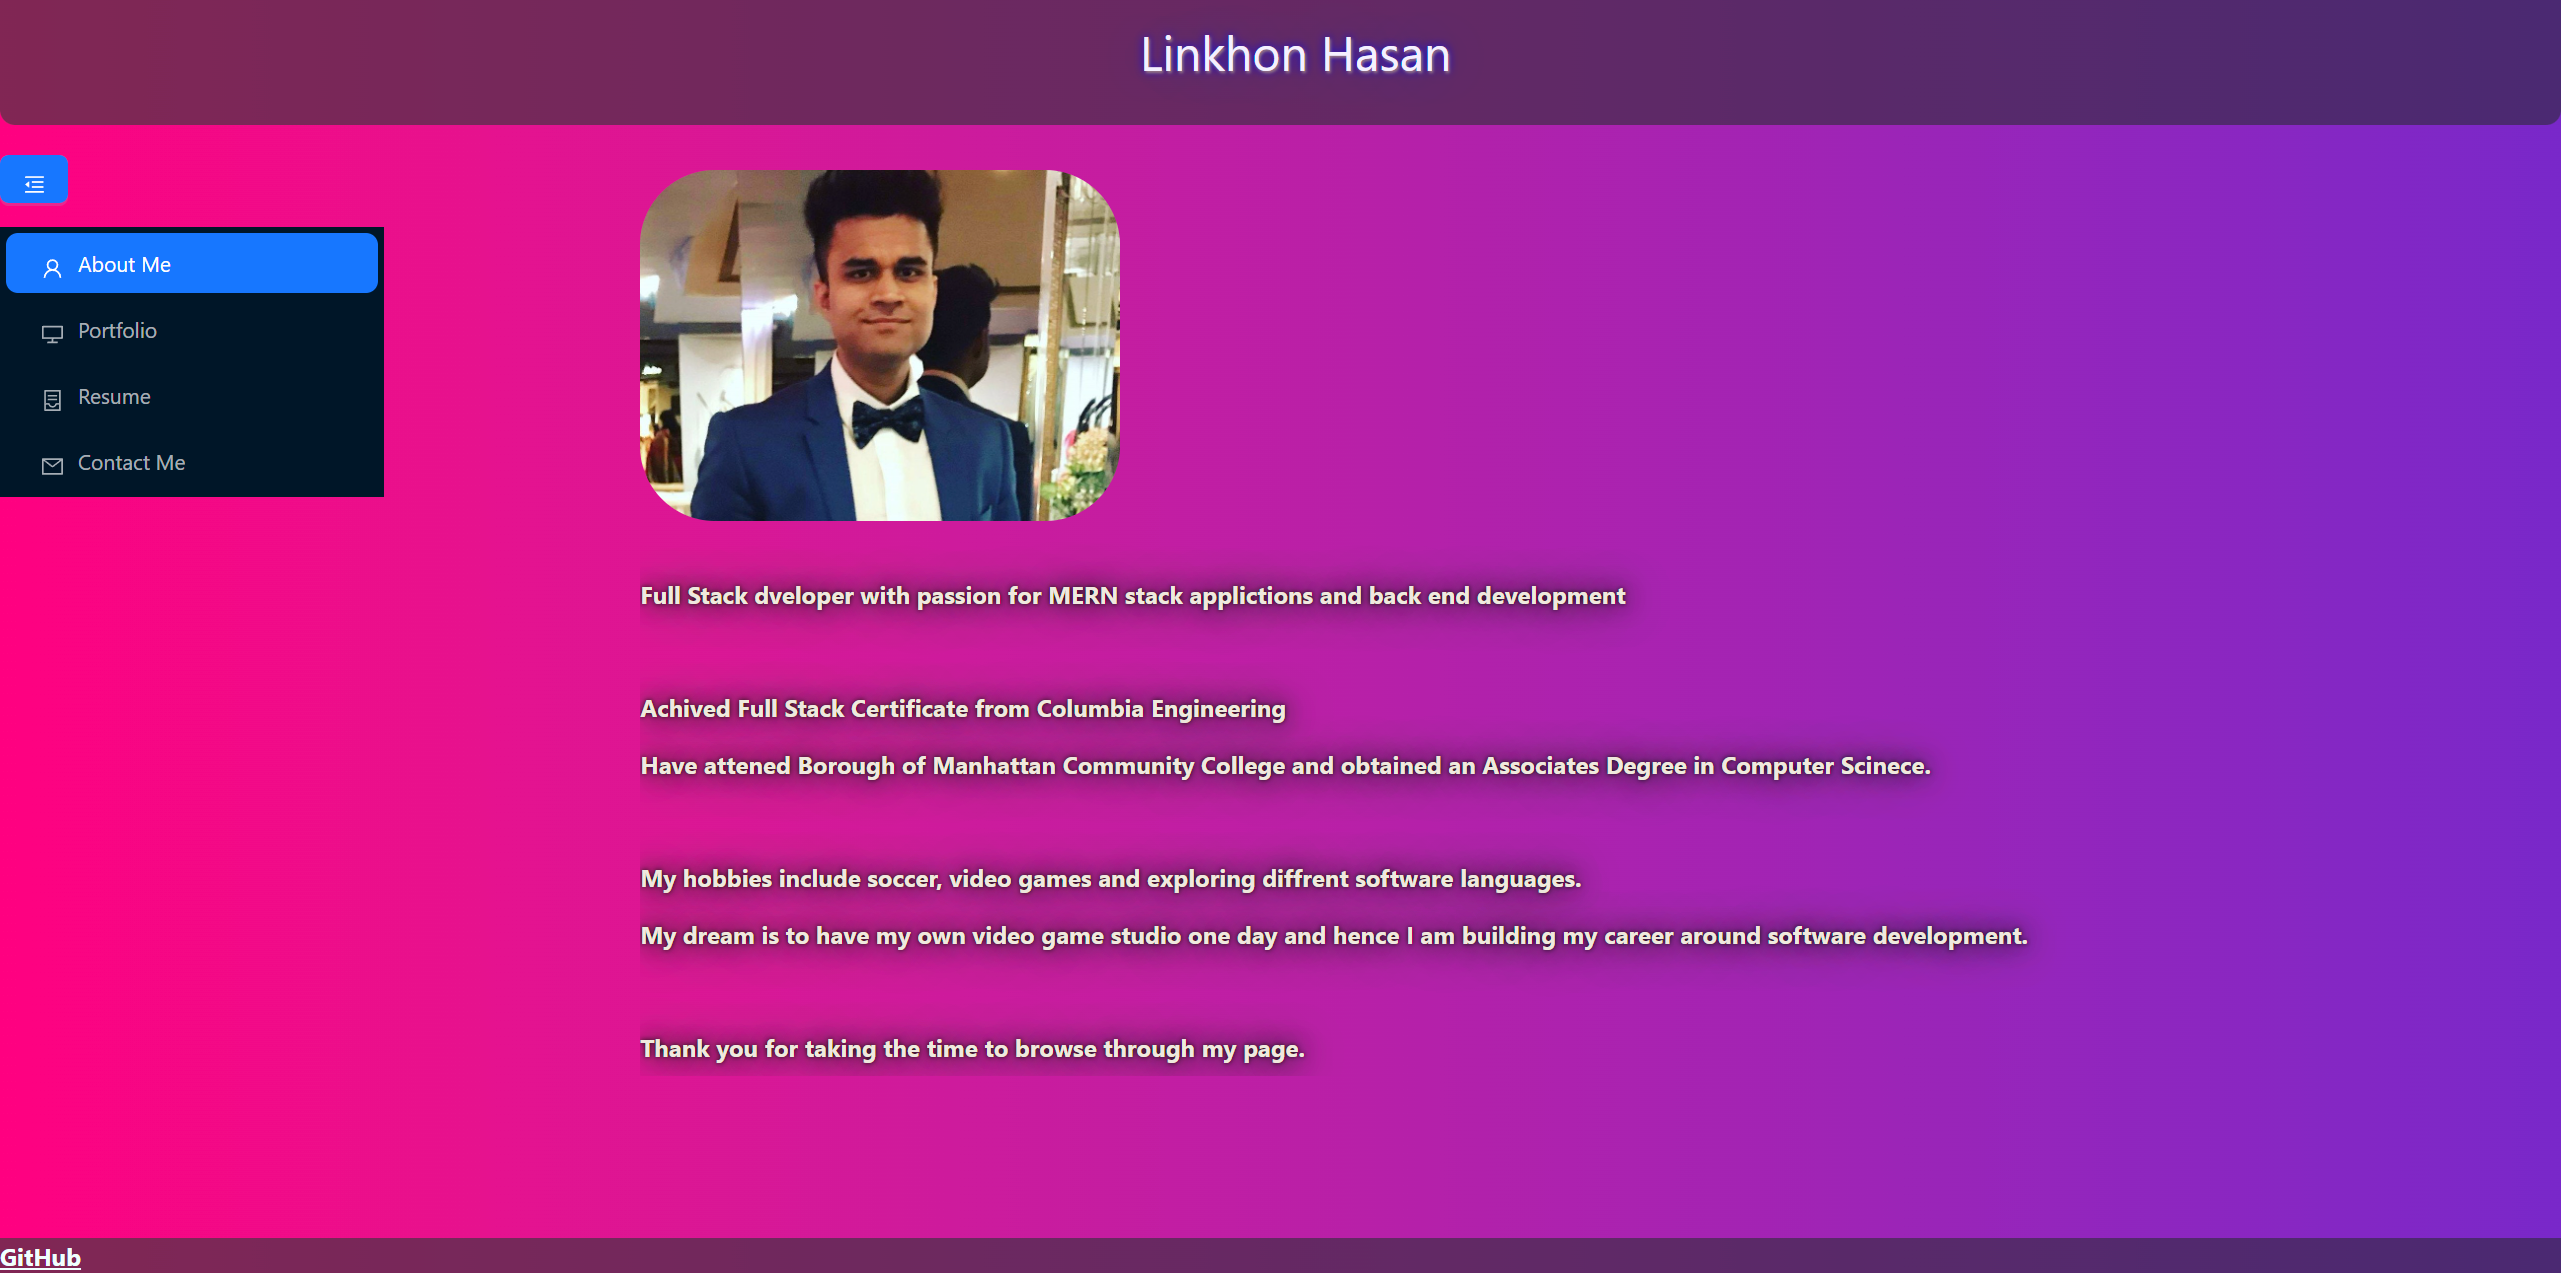 Linkhon Hasan
About Me
Portfolio
Resume
Contact Me
Full Stack dveloper with passion for MERN stack applictions and back end development
Achived Full Stack Certificate from Columbia Engineering
Have attened Borough of Manhattan Community College and obtained an Associates Degree in Computer Scinece.
My hobbies include soccer, video games and exploring diffrent software languages.
My dream is to have my own video game studio one day and hence I am building my career around software development.
Thank you for taking the time to browse through my page.
GitHub